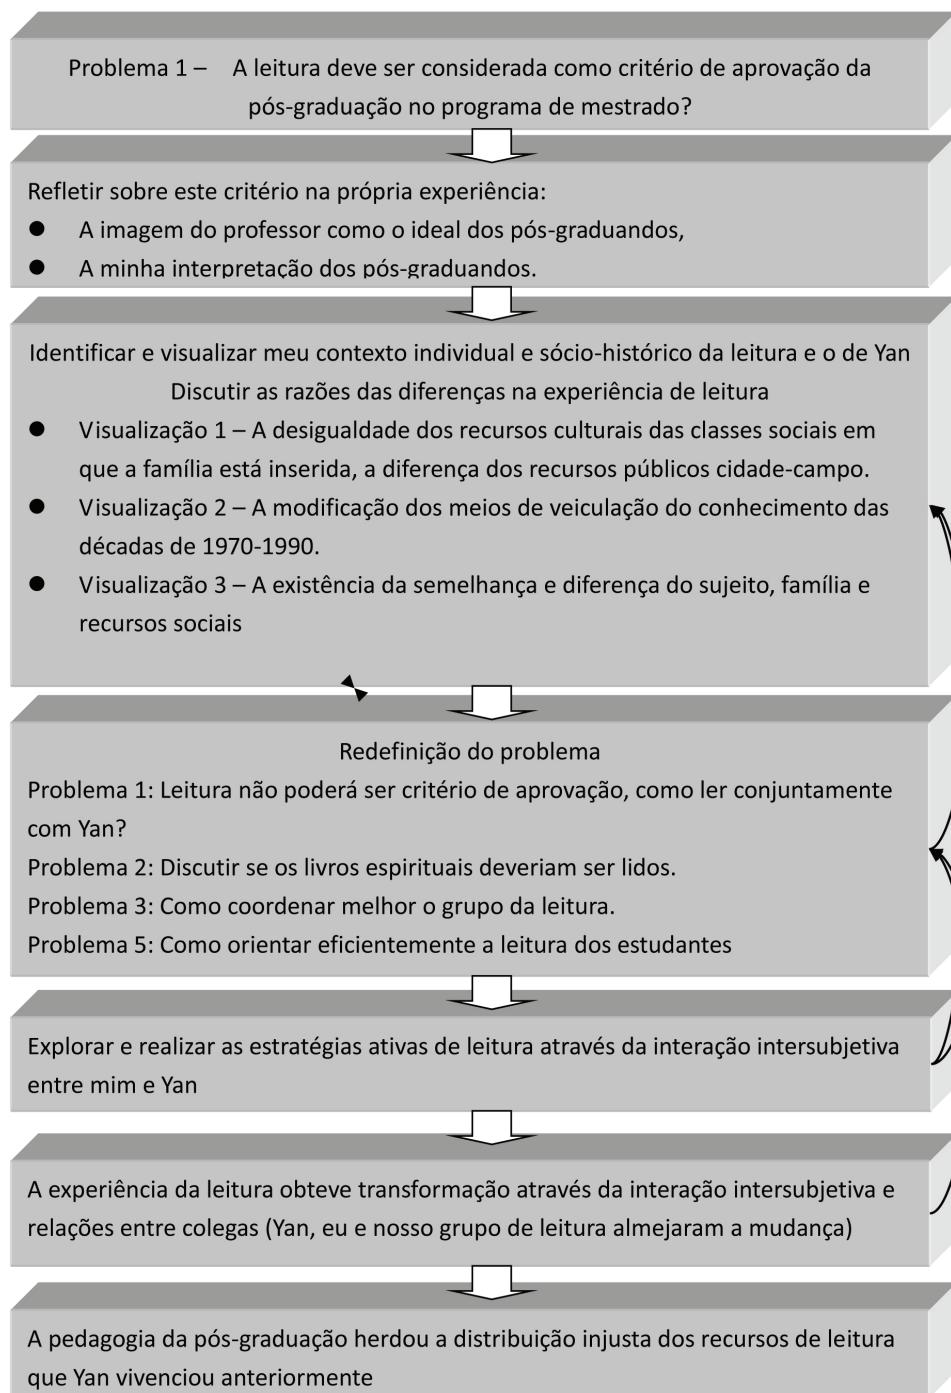 Problema 1 – A leitura deve ser considerada como critério de aprovação da
pós-graduação no programa de mestrado?
Refletir sobre este critério na própria experiência:
● A imagem do professor como o ideal dos pós-graduandos,
● A minha interpretação dos pós-graduandos.
Identificar e visualizar meu contexto individual e sócio-histórico da leitura e o de Yan
Discutir as razões das diferenças na experiência de leitura
● Visualização 1 – A desigualdade dos recursos culturais das classes sociais em
que a família está inserida, a diferença dos recursos públicos cidade-campo.
● Visualização 2 – A modificação dos meios de veiculação do conhecimento das
décadas de 1970-1990.
● Visualização 3 – A existência da semelhança e diferença do sujeito, família e
recursos sociais
Redefinição do problema
Problema 1: Leitura não poderá ser critério de aprovação, como ler conjuntamente
com Yan?
Problema 2: Discutir se os livros espirituais deveriam ser lidos.
Problema 3: Como coordenar melhor o grupo da leitura.
Problema 5: Como orientar eficientemente a leitura dos estudantes
Explorar e realizar as estratégias ativas de leitura através da interação intersubjetiva
entre mim e Yan
A experiência da leitura obteve transformação através da interação intersubjetiva e
relações entre colegas (Yan, eu e nosso grupo de leitura almejaram a mudança)
A pedagogia da pós-graduação herdou a distribuição injusta dos recursos de leitura
que Yan vivenciou anteriormente